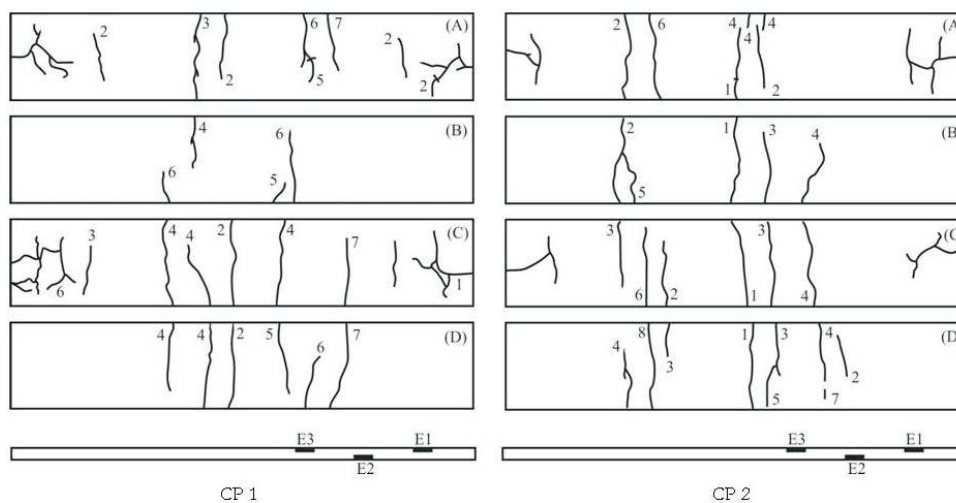 2 3 2 6 5 7 2 2 (A)
4 6 6 5 (B)
3 6 4 4 2 4 7 1 (C)
4 4 2 5 6 7 (D)
E3 E1
E2
CP 1
2 6 4 4 4 1 2 (A
2 5 1 3 4 (B
3 6 2 3 1 4 (C
4 8 3 1 3 5 4 7 2 (D
E3 E1
E2
CP 2